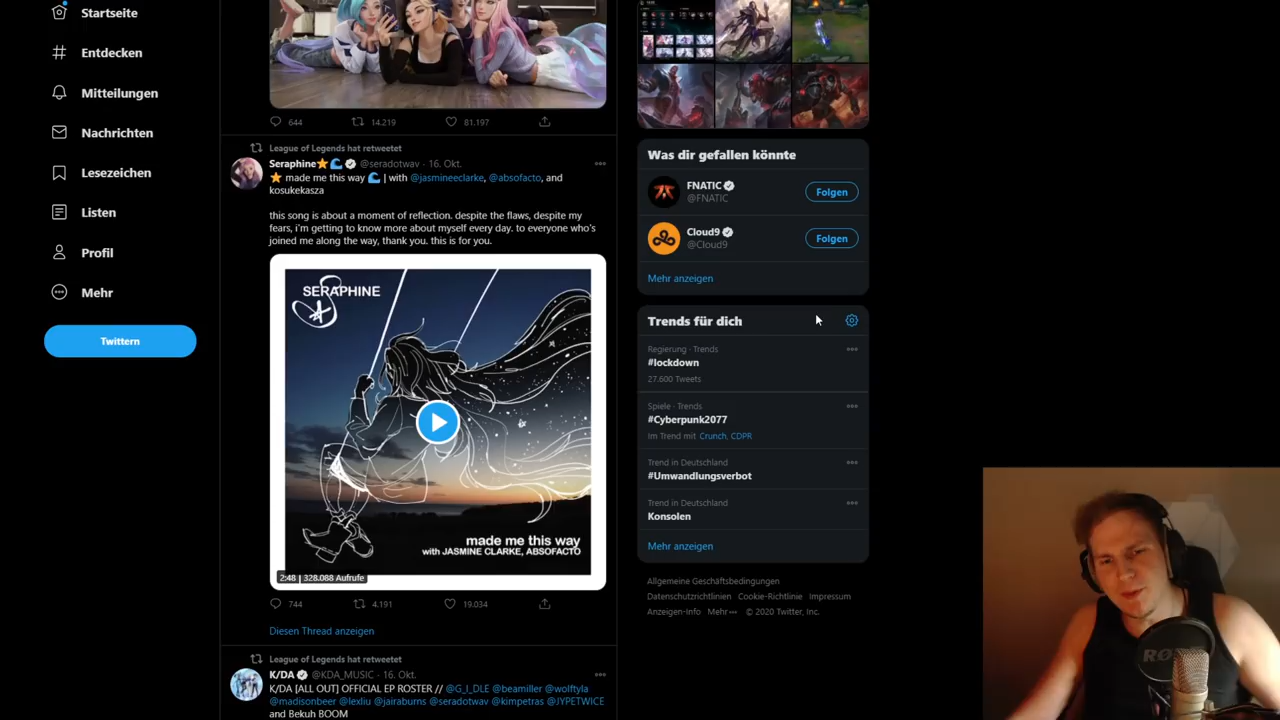 Startseite
Entdecken
Mitteilungen
Nachrichten
Lesezeichen
Listen
Profil
Mehr
Twittern
644 14.219 81.197
League of Legends hat retweetet
Seraphine⭐🌊 @seradotwav · 16. Okt.
⭐ made me this way 🌊 | with @jasmineeclarke, @absofacto, and
kosukekasza
this song is about a moment of reflection. despite the flaws, despite my
fears, i'm getting to know more about myself every day. to everyone who's
joined me along the way, thank you. this is for you.
SERAPHINE
made me this way
with JASMINE CLARKE, ABSOFACTO
2:48 | 328.088 Aufrufe
744 4.191 19.034
Diesen Thread anzeigen
League of Legends hat retweetet
K/DA @KDA_MUSIC · 16. Okt.
K/DA [ALL OUT] OFFICIAL EP ROSTER // @G_I_DLE @beamiller @wolftyla
@madisonbeer @lexliu @jairaburns @seradotwav @kimpetras @JYPETWICE
and Bekuh BOOM
Was dir gefallen könnte
FNATIC
@FNATIC
Folgen
Cloud9
@Cloud9
Folgen
Mehr anzeigen
Trends für dich
Regierung · Trends
#lockdown
27.600 Tweets
Spiele · Trends
#Cyberpunk2077
Im Trend mit Crunch, CDPR
Trend in Deutschland
#Umwandlungsverbot
Trend in Deutschland
Konsolen
Mehr anzeigen
Allgemeine Geschäftsbedingungen
Datenschutzrichtlinien Cookie-Richtlinie Impressum
Anzeigen-Info Mehr ··· © 2020 Twitter, Inc.